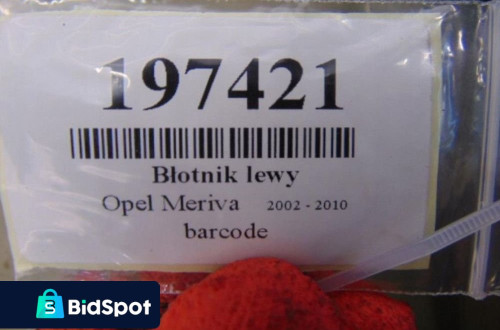 197421
Błotnik lewy
Opel Meriva 2002 - 2010
barcode
BidSpot